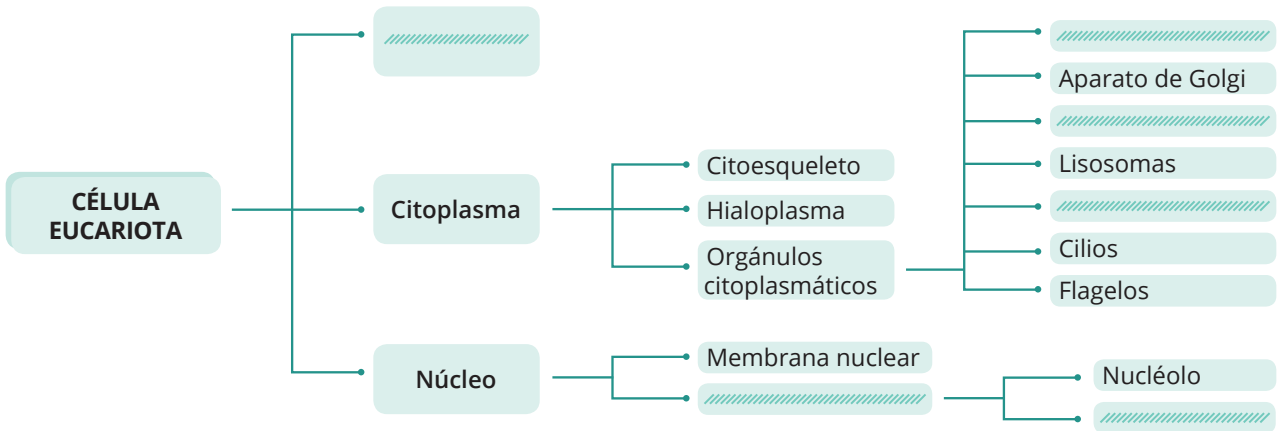 CÉLULA
EUCARIOTA
Citoplasma
Citoesqueleto
Hialoplasma
Orgánulos
citoplasmáticos
Aparato de Golgi
Lisosomas
Cilios
Flagelos
Núcleo
Membrana nuclear
Nucléolo